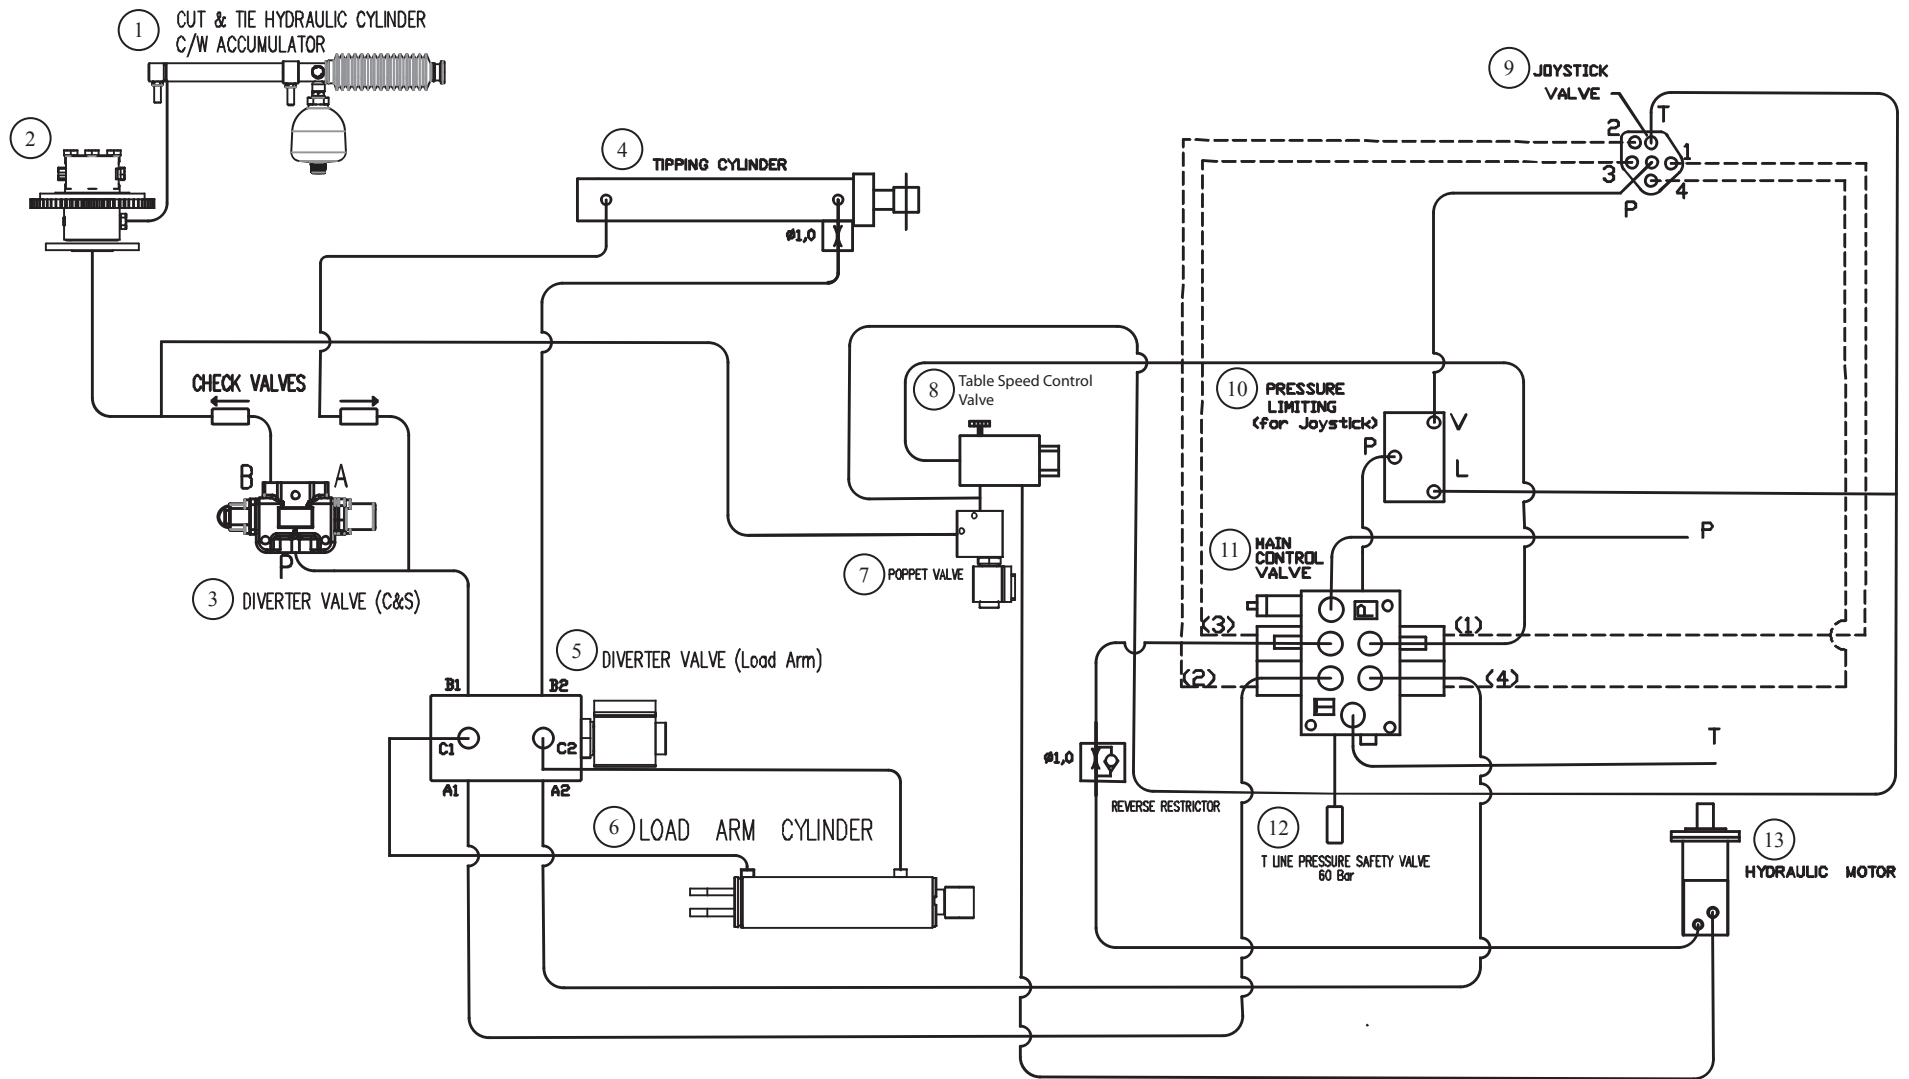 1
CUT & TIE HYDRAULIC CYLINDER
C/W ACCUMULATOR
2
4
TIPPING CYLINDER
ø1,0
9
JOYSTICK
VALVE
T
2
1
3
4
P
CHECK VALVES
8
Table Speed Control
Valve
10
PRESSURE
LIMITING
(for Joystick)
V
P
L
B
A
P
3
DIVERTER VALVE (C&S)
7
POPPET VALVE
11
MAIN
CONTROL
VALVE
P
P
(3)
(1)
(2)
(4)
T
5
DIVERTER VALVE (Load Arm)
B1
B2
C1
C2
A1
A2
ø1,0
REVERSE RESTRICTOR
6
LOAD ARM CYLINDER
12
T LINE PRESSURE SAFETY VALVE
60 Bar
13
HYDRAULIC MOTOR